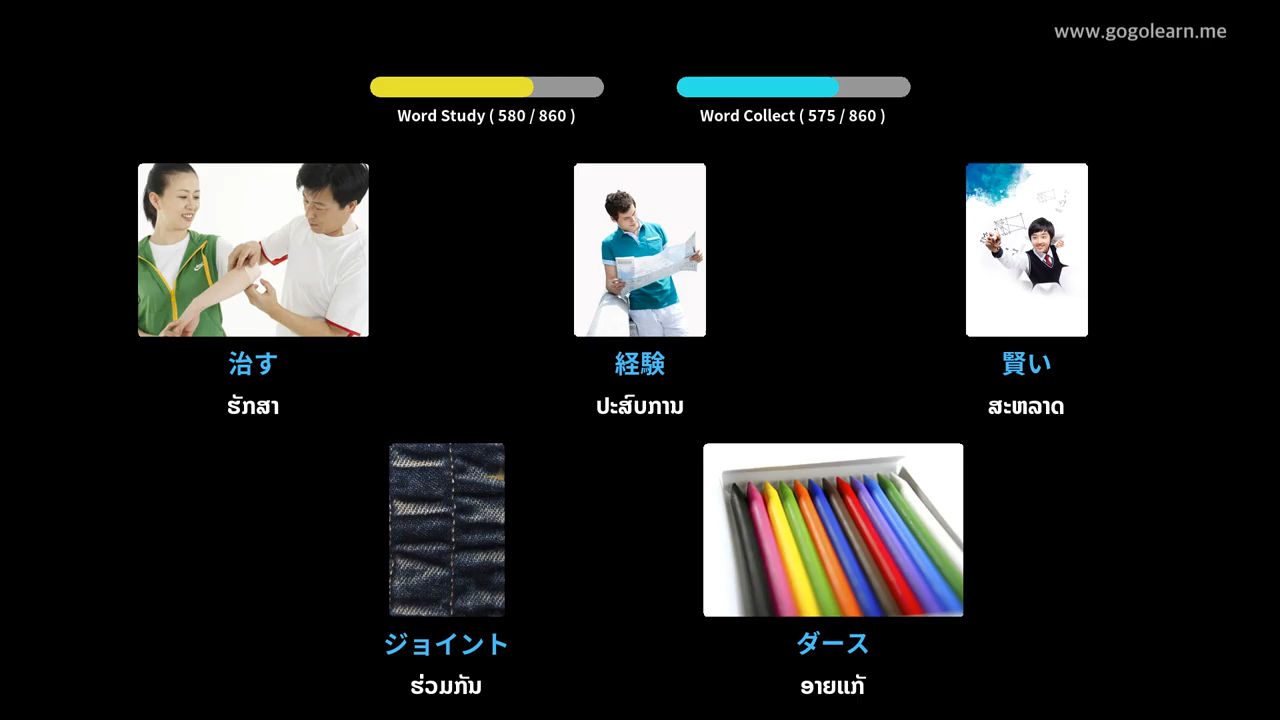 www.gogolearn.me
Word Study ( 580 / 860 )
Word Collect ( 575 / 860 )
治す
ຮັກສາ
経験
ປະສົບການ
賢い
ສະຫລາດ
ジョイント
ຮ່ວມກັນ
ダース
ອາຍແກັ